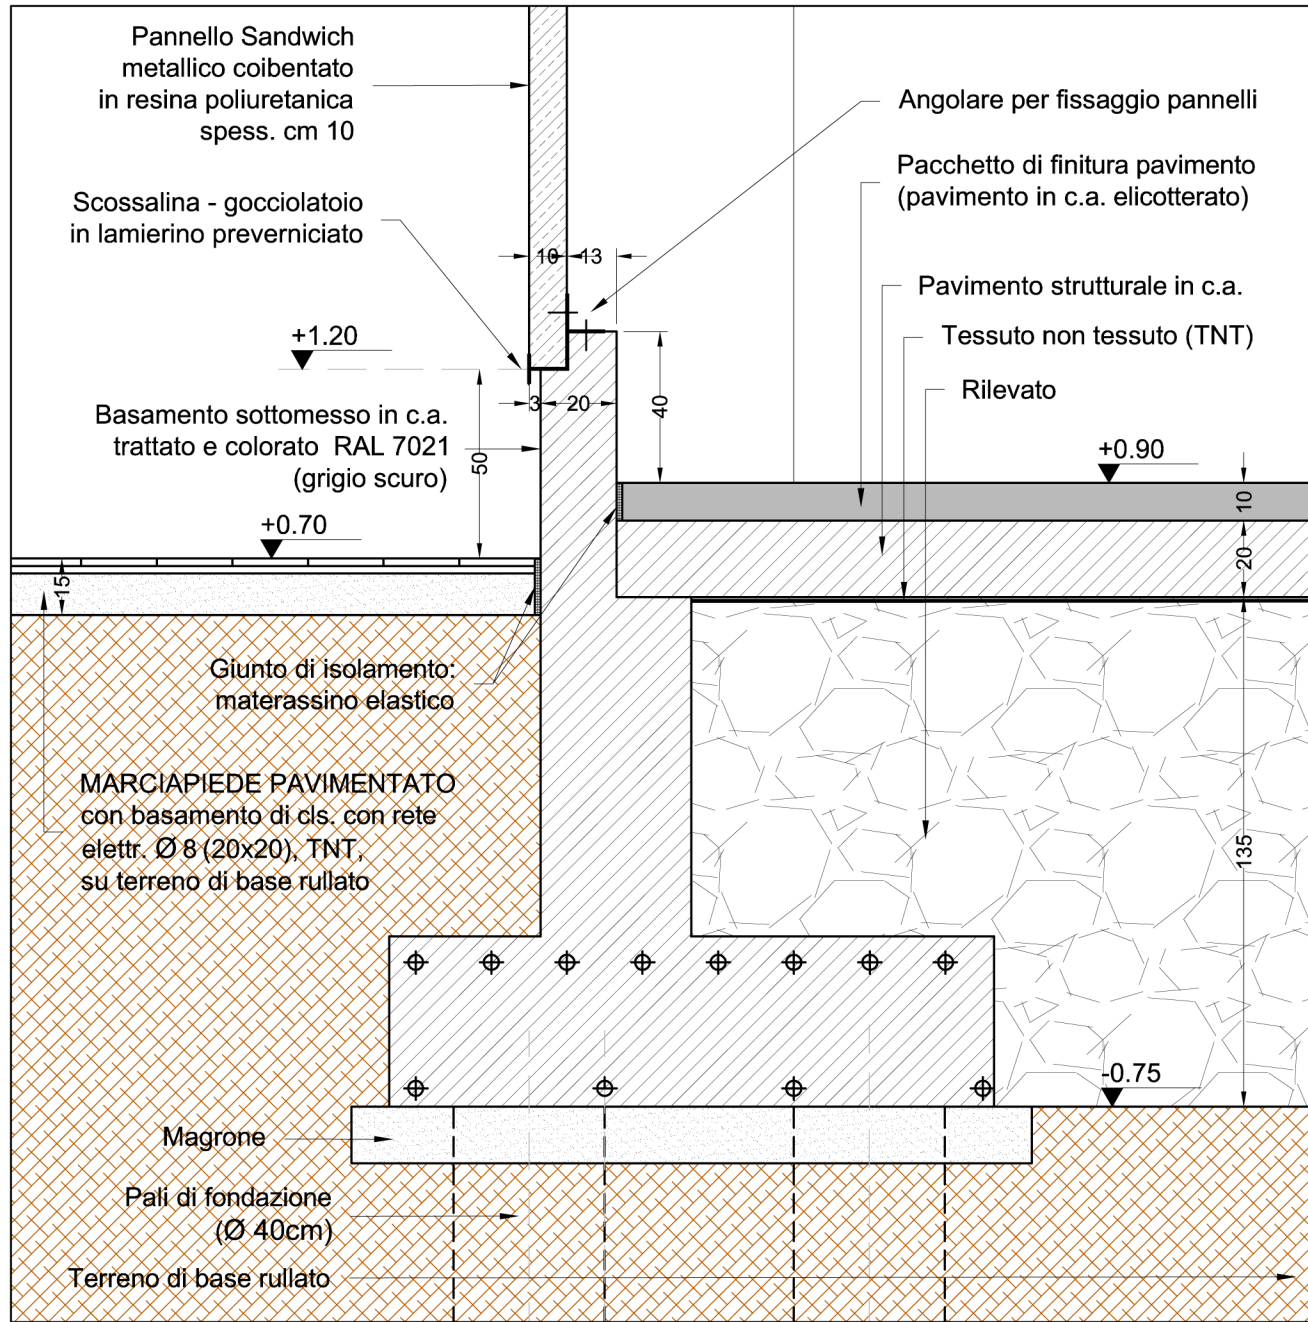 Pannello Sandwich
metallico coibentato
in resina poliuretanica
spess. cm 10
Angolare per fissaggio pannelli
Pacchetto di finitura pavimento
(pavimento in c.a. elicotterato)
Scossalina - gocciolatoio
in lamierino preverniciato
10
13
Pavimento strutturale in c.a.
+1.20
Tessuto non tessuto (TNT)
Rilevato
3
20
40
Basamento sottomesso in c.a.
trattato e colorato RAL 7021
(grigio scuro)
50
+0.90
10
+0.70
20
15
Giunto di isolamento:
materassino elastico
MARCIAPIEDE PAVIMENTATO
con basamento di cls. con rete
elettr. Ø 8 (20x20), TNT,
su terreno di base rullato
135
-0.75
Magrone
Pali di fondazione
(Ø 40cm)
Terreno di base rullato